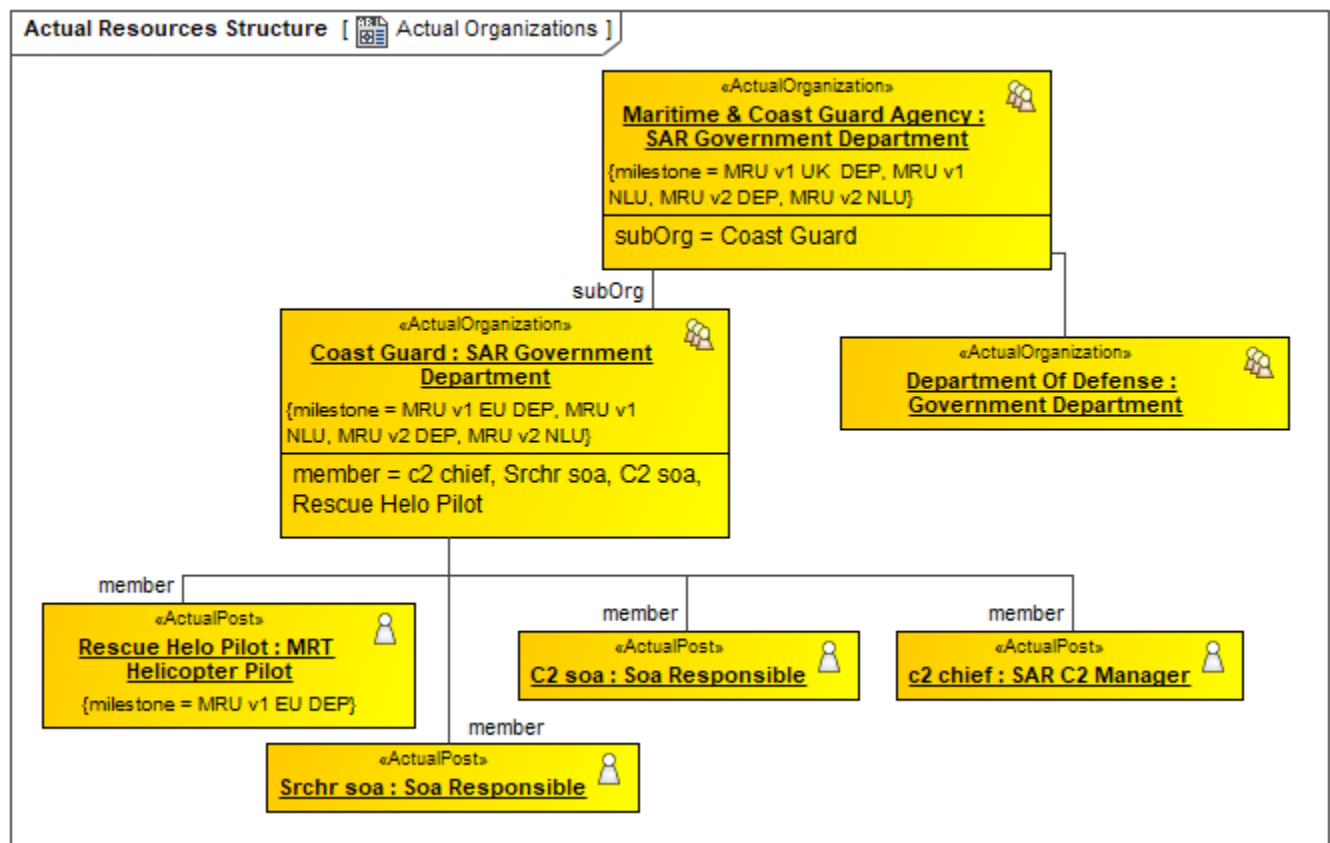 Actual Resources Structure [ Actual Organizations ]
«ActualOrganization»
Maritime & Coast Guard Agency :
SAR Government Department
{milestone = MRU v1 UK  DEP, MRU v1
NLU, MRU v2 DEP, MRU v2 NLU}
subOrg = Coast Guard
subOrg
«ActualOrganization»
Coast Guard : SAR Government
Department
{milestone = MRU v1 EU DEP, MRU v1
NLU, MRU v2 DEP, MRU v2 NLU}
member = c2 chief, Srchr soa, C2 soa,
Rescue Helo Pilot
«ActualOrganization»
Department Of Defense :
Government Department
member
«ActualPost»
Rescue Helo Pilot : MRT
Helicopter Pilot
{milestone = MRU v1 EU DEP}
member
«ActualPost»
C2 soa : Soa Responsible
member
«ActualPost»
c2 chief : SAR C2 Manager
member
«ActualPost»
Srchr soa : Soa Responsible